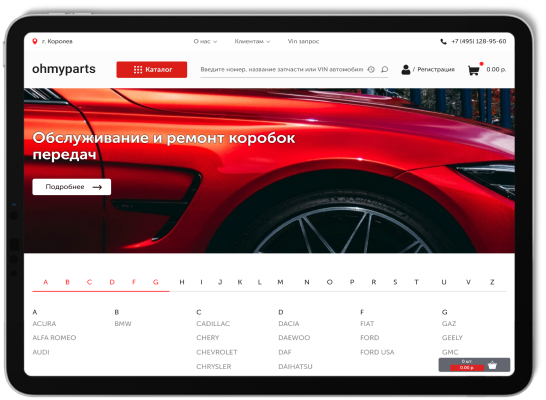 г. Королев О нас Клиентам Vin запрос +7 (495) 128-95-60
ohmyparts Каталог Введите номер, название запчасти или VIN автомобиля / Регистрация 0.00 р.
Обслуживание и ремонт коробок
передач
Подробнее
A B C D F G H I J K L M N O P R S T U V Z
A B C D F G
ACURA BMW CADILLAC DACIA FIAT GAZ
ALFA ROMEO CHERY DAEWOO FORD GEELY
AUDI CHEVROLET DAF FORD USA GMC
CHRYSLER DAIHATSU
0 шт
0.00 р.